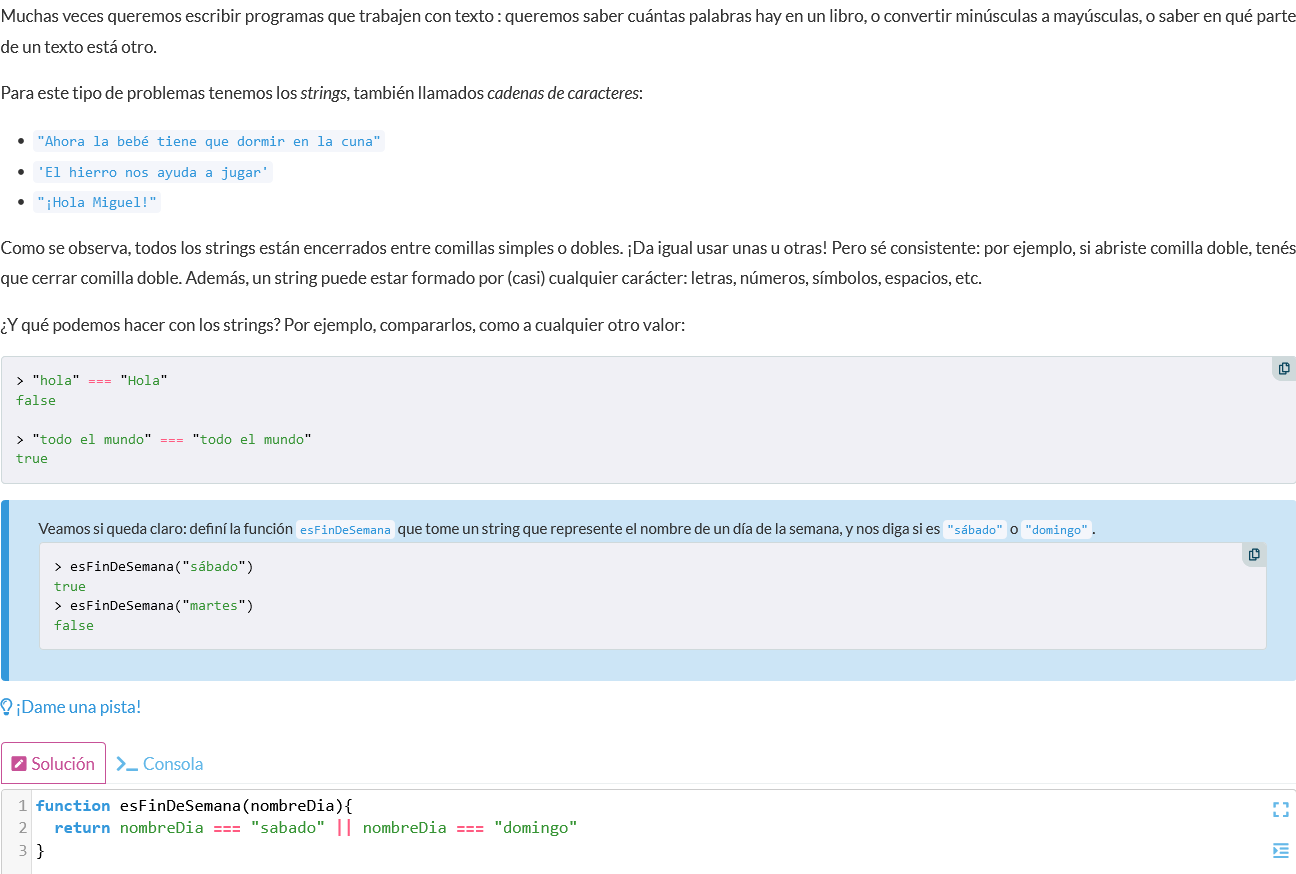 Muchas veces queremos escribir programas que trabajen con texto : queremos saber cuántas palabras hay en un libro, o convertir minúsculas a mayúsculas, o saber en qué parte
de un texto está otro.
Para este tipo de problemas tenemos los strings, también llamados cadenas de caracteres:
• "Ahora la bebé tiene que dormir en la cuna"
• 'El hierro nos ayuda a jugar'
• "¡Hola Miguel!"
Como se observa, todos los strings están encerrados entre comillas simples o dobles. ¡Da igual usar unas u otras! Pero sé consistente: por ejemplo, si abriste comilla doble, tenés
que cerrar comilla doble. Además, un string puede estar formado por (casi) cualquier carácter: letras, números, símbolos, espacios, etc.
¿Y qué podemos hacer con los strings? Por ejemplo, compararlos, como a cualquier otro valor:
> "hola" === "Hola"
false
> "todo el mundo" === "todo el mundo"
true
Veamos si queda claro: definí la función esFinDeSemana que tome un string que represente el nombre de un día de la semana, y nos diga si es "sábado" o "domingo".
> esFinDeSemana("sábado")
true
> esFinDeSemana("martes")
false
¡Dame una pista!
Solución >_ Consola
1 function esFinDeSemana(nombreDia){
2   return nombreDia === "sabado" || nombreDia === "domingo"
3 }